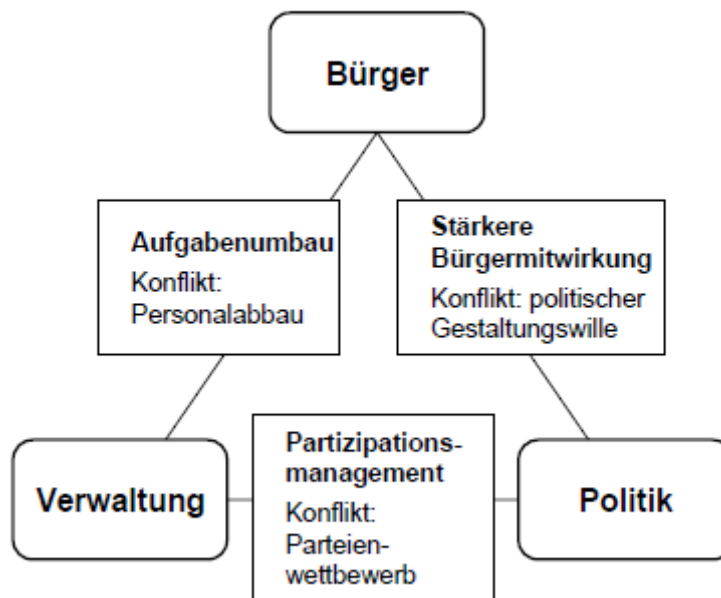 Bürger
Aufgabenumbau
Konflikt:
Personalabbau
Stärkere
Bürgermitwirkung
Konflikt: politischer
Gestaltungswille
Verwaltung
Partizipations-
management
Konflikt:
Parteien-
wettbewerb
Politik